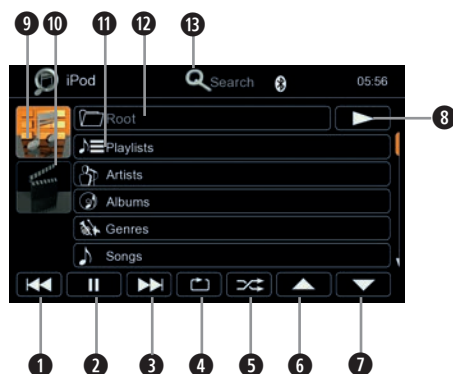 9 10 11 12 13
iPod Search 05:56
Root
8
Playlists
Artists
Albums
Genres
Songs
1 2 3 4 5 6 7